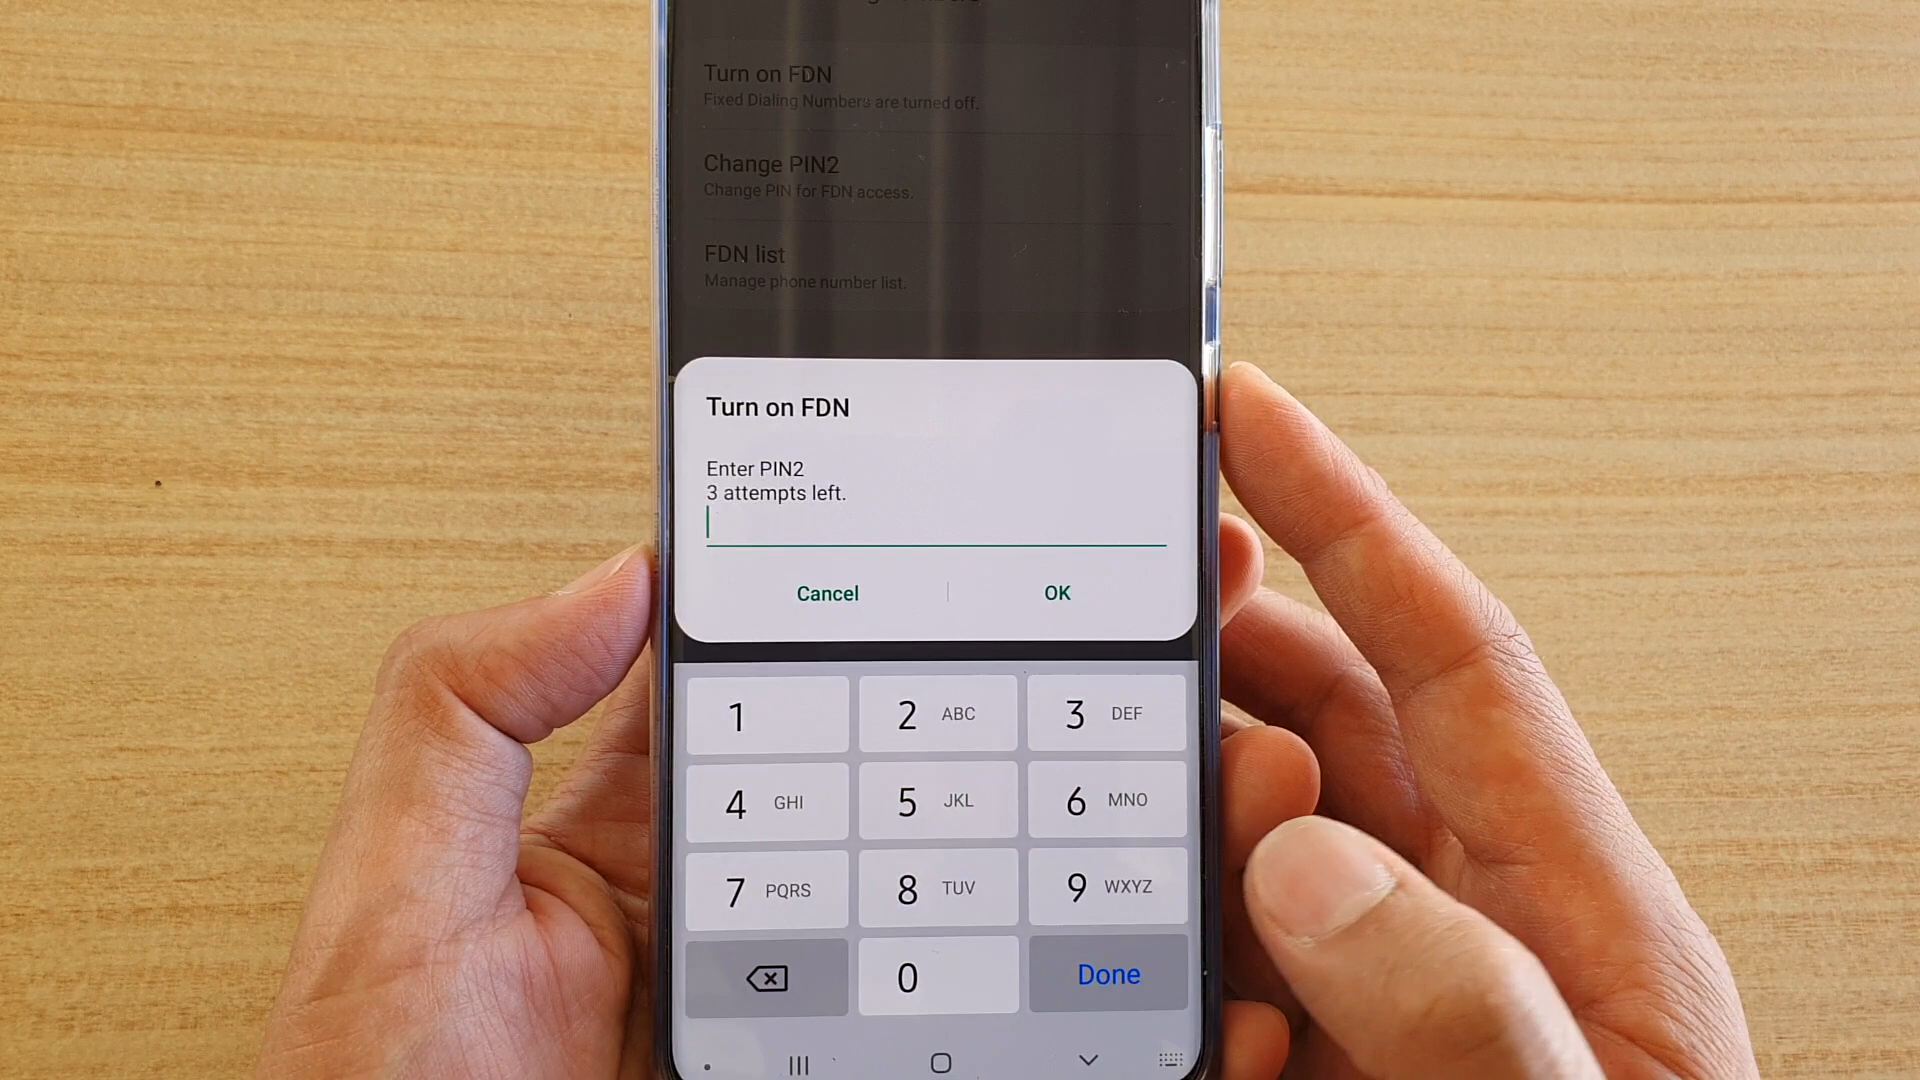 Turn on FDN
Fixed Dialing Numbers are turned off.
Change PIN2
Change PIN for FDN access.
FDN list
Manage phone number list.
Turn on FDN
Enter PIN2
3 attempts left.
Cancel OK
1 2 ABC 3 DEF
4 GHI 5 JKL 6 MNO
7 PQRS 8 TUV 9 WXYZ
0 Done